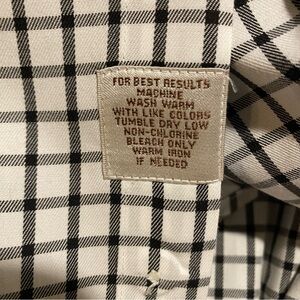 FOR BEST RESULTS
MACHINE
WASH WARM
WITH LIKE COLORS
TUMBLE DRY LOW
NON-CHLORINE
BLEACH ONLY
WARM IRON
IF NEEDED